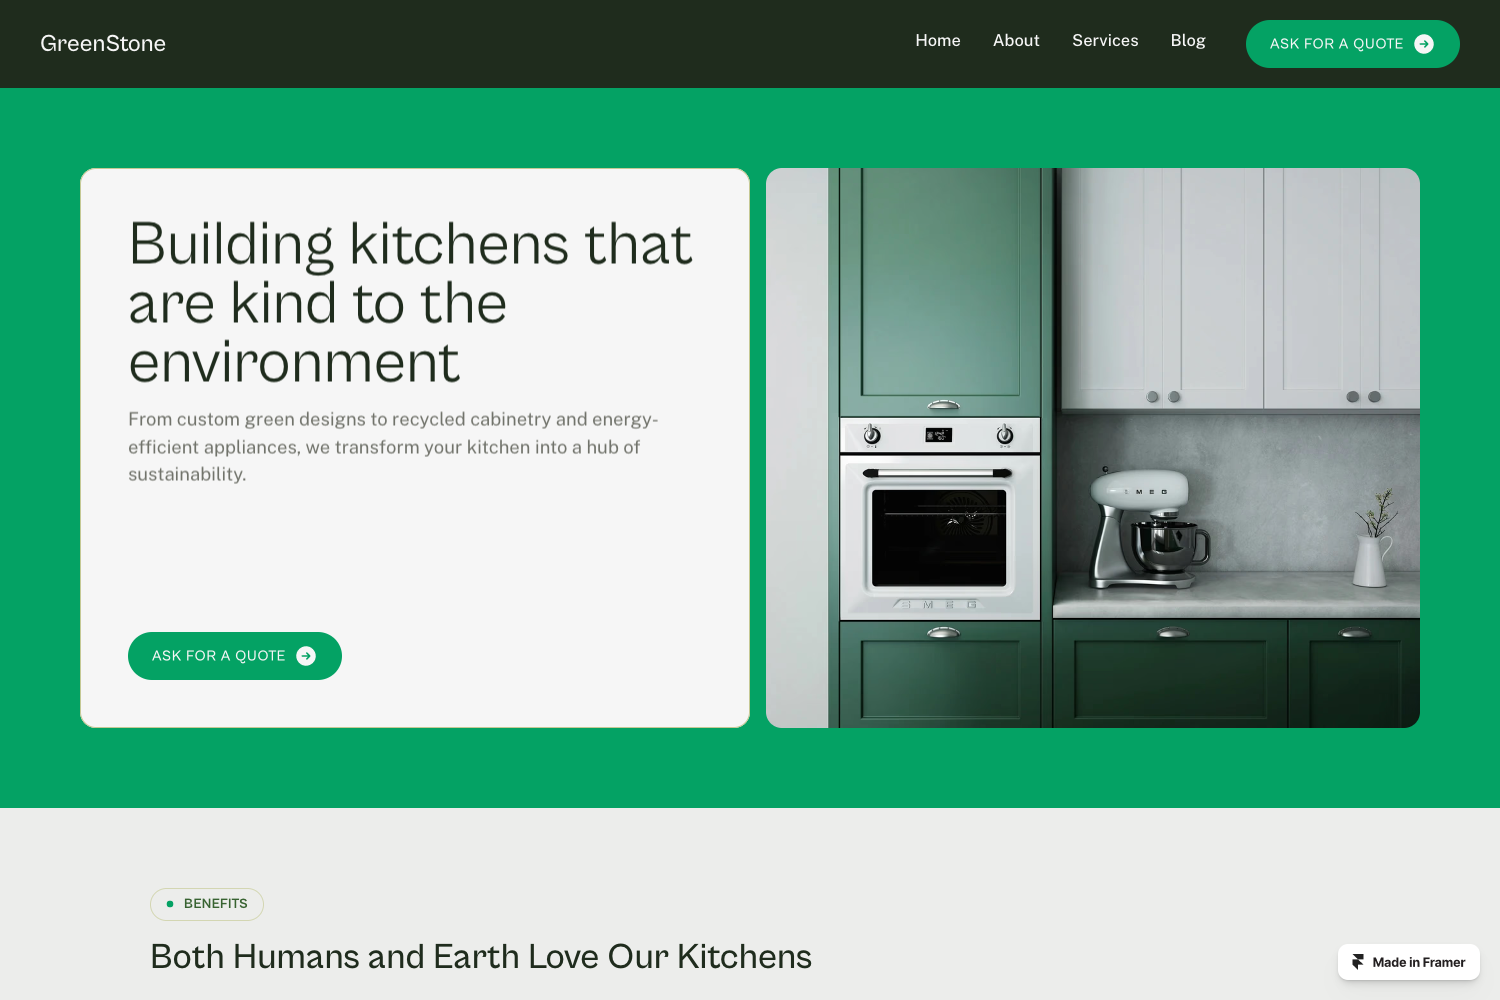 GreenStone
Home
About
Services
Blog
ASK FOR A QUOTE
Building kitchens that
are kind to the
environment
From custom green designs to recycled cabinetry and energy-
efficient appliances, we transform your kitchen into a hub of
sustainability.
ASK FOR A QUOTE
SMEG
SMEG
BENEFITS
Both Humans and Earth Love Our Kitchens
Made in Framer